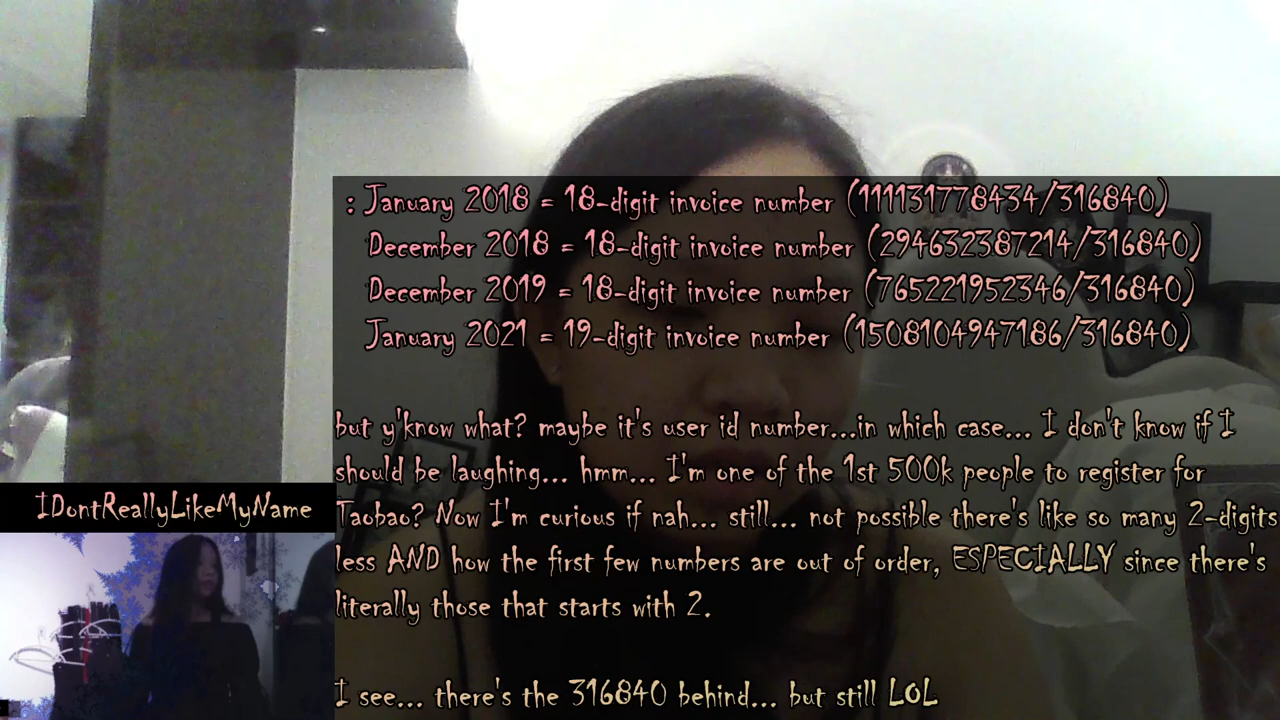 : January 2018 = 18-digit invoice number (111131778434/316840)
December 2018 = 18-digit invoice number (294632387214/316840)
December 2019 = 18-digit invoice number (765221952346/316840)
January 2021 = 19-digit invoice number (1508104947186/316840)
but y'know what? maybe it's user id number...in which case... I don't know if I
should be laughing... hmm... I'm one of the 1st 500k people to register for
Taobao? Now I'm curious if nah... still... not possible there's like so many 2-digits
less AND how the first few numbers are out of order, ESPECIALLY since there's
literally those that starts with 2.
I see... there's the 316840 behind... but still LOL
IDontReallyLikeMyName